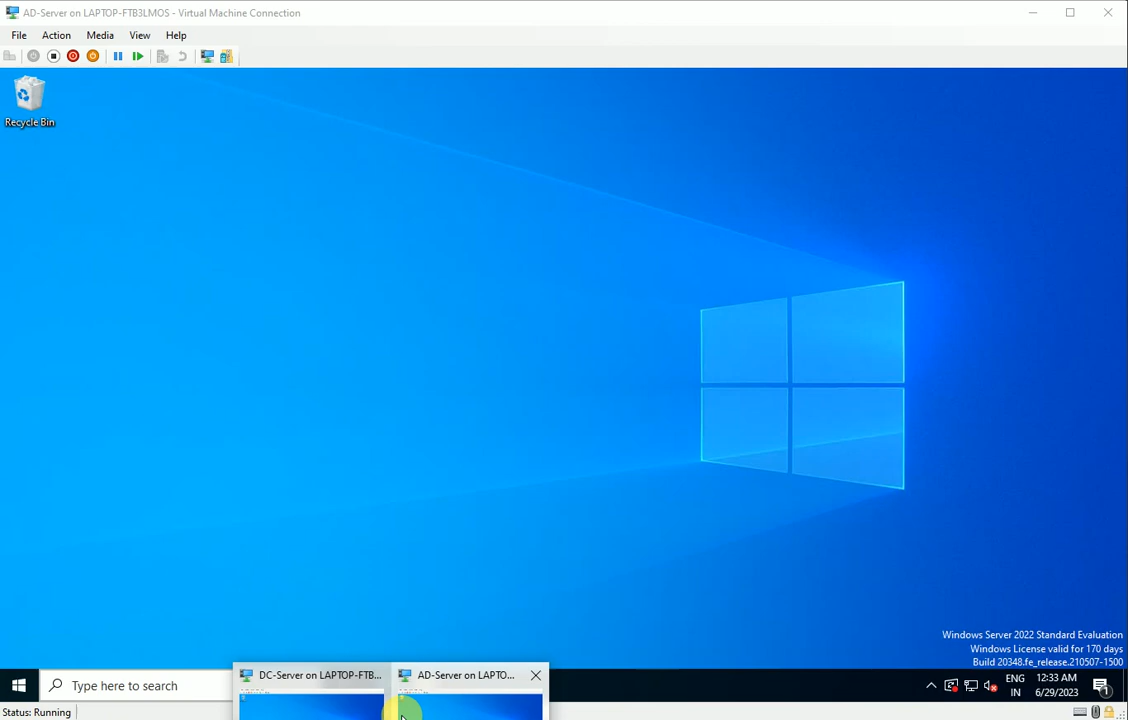 AD-Server on LAPTOP-FTB3LMOS - Virtual Machine Connection
File Action Media View Help
Recycle Bin
Windows Server 2022 Standard Evaluation
Windows License valid for 170 days
Build 20348.fe_release.210507-1500
DC-Server on LAPTOP-FTB...
AD-Server on LAPTO...
Type here to search
ENG
IN
12:33 AM
6/29/2023
1
Status: Running